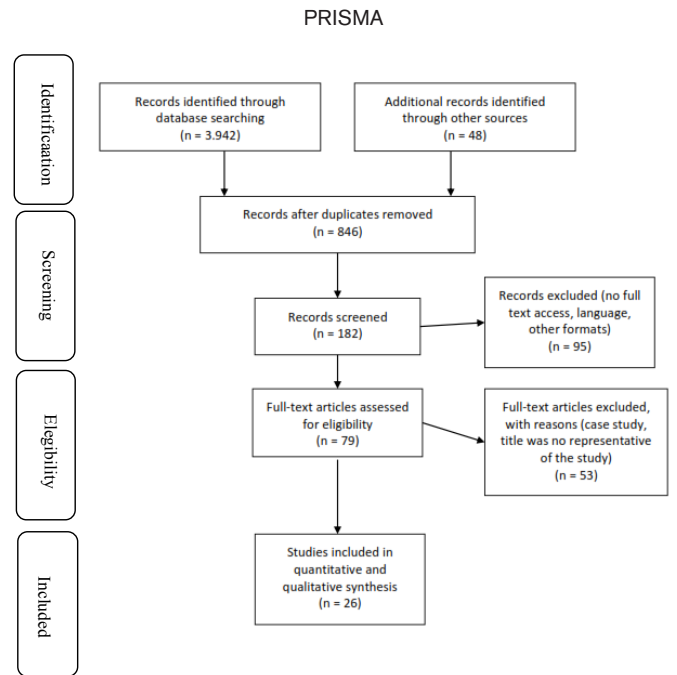 PRISMA
Identificaation
Records identified through
database searching
(n = 3.942)
Additional records identified
through other sources
(n = 48)
Records after duplicates removed
(n = 846)
Screening
Records screened
(n = 182)
Records excluded (no full
text access, language,
other formats)
(n = 95)
Elegibility
Full-text articles assessed
for eligibility
(n = 79)
Full-text articles excluded,
with reasons (case study,
title was no representative
of the study)
(n = 53)
Included
Studies included in
quantitative and
qualitative synthesis
(n = 26)